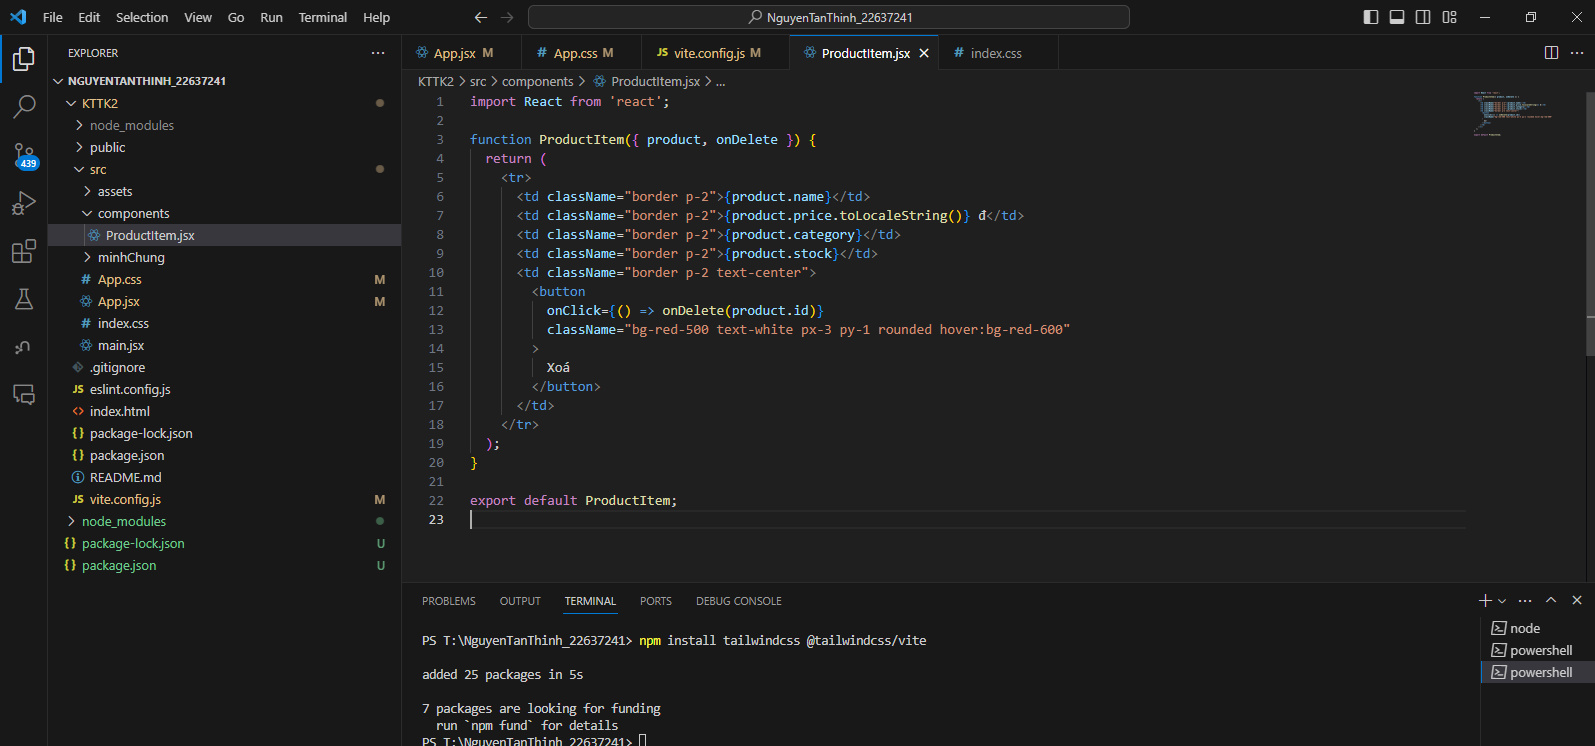 File Edit Selection View Go Run Terminal Help
NguyenTanThinh_22637241
EXPLORER
NGUYENTANTHINH_22637241
KTTK2
node_modules
public
src
assets
components
ProductItem.jsx
minhChung
# App.css M
App.jsx M
# index.css
main.jsx
.gitignore
JS eslint.config.js
<> index.html
{} package-lock.json
{} package.json
README.md
JS vite.config.js M
node_modules
{} package-lock.json U
{} package.json U
439
App.jsx M
# App.css M
JS vite.config.js M
ProductItem.jsx
# index.css
KTTK2 > src > components > ProductItem.jsx > ...
1 import React from 'react';
2
3 function ProductItem({ product, onDelete }) {
4 return (
5 <tr>
6 <td className="border p-2">{product.name}</td>
7 <td className="border p-2">{product.price.toLocaleString()} đ</td>
8 <td className="border p-2">{product.category}</td>
9 <td className="border p-2">{product.stock}</td>
10 <td className="border p-2 text-center">
11 <button
12 onClick={() => onDelete(product.id)}
13 className="bg-red-500 text-white px-3 py-1 rounded hover:bg-red-600"
14 >
15 Xoá
16 </button>
17 </td>
18 </tr>
19 );
20 }
21
22 export default ProductItem;
23
PROBLEMS OUTPUT TERMINAL PORTS DEBUG CONSOLE
PS T:\NguyenTanThinh_22637241> npm install tailwindcss @tailwindcss/vite
added 25 packages in 5s
7 packages are looking for funding
run `npm fund` for details
PS T:\NguyenTanThinh_22637241>
node
powershell
powershell